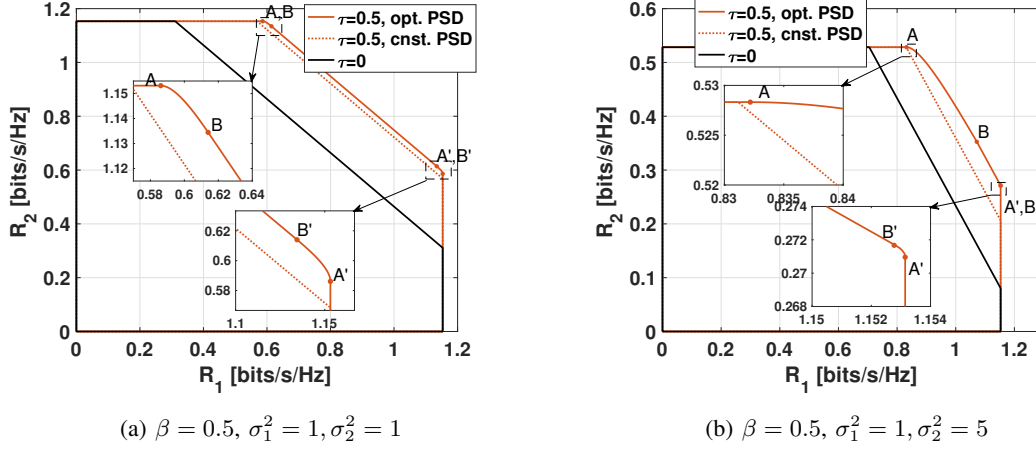 A,B
τ=0.5, opt. PSD
τ=0.5, cnst. PSD
τ=0
1.2
1
0.8
0.6
0.4
0.2
0
R2 [bits/s/Hz]
A
B
1.15
1.14
1.13
1.12
0.58
0.6
0.62
0.64
A',B'
B'
A'
0.62
0.6
0.58
1.1
1.15
0
0.2
0.4
0.6
0.8
1
1.2
R1 [bits/s/Hz]
(a) β = 0.5, σ₁² = 1, σ₂² = 1
τ=0.5, opt. PSD
τ=0.5, cnst. PSD
τ=0
0.6
0.5
0.4
0.3
0.2
0.1
0
R2 [bits/s/Hz]
A
B
A
0.53
0.525
0.52
0.83
0.835
0.84
A',B
B'
A'
0.274
0.272
0.27
0.268
1.15
1.152
1.154
0
0.2
0.4
0.6
0.8
1
1.2
R1 [bits/s/Hz]
(b) β = 0.5, σ₁² = 1, σ₂² = 5